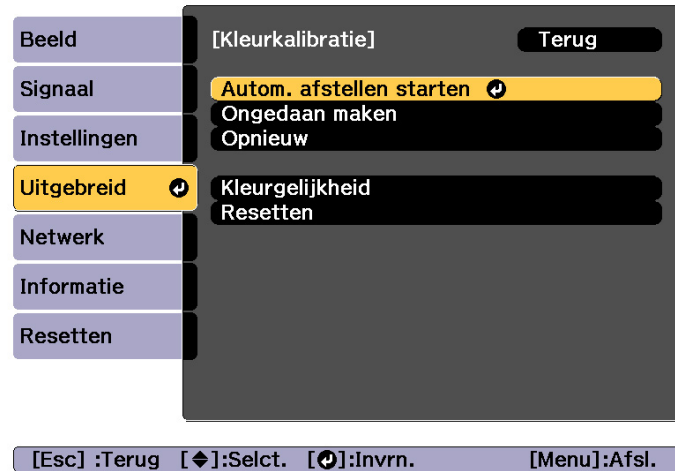 Beeld
Signaal
Instellingen
Uitgebreid
Netwerk
Informatie
Resetten
[Kleurkalibratie]
Terug
Autom. afstellen starten
Ongedaan maken
Opnieuw
Kleurgelijkheid
Resetten
[Esc] :Terug [◆]:Selct. [↵]:Invrn. [Menu]:Afsl.